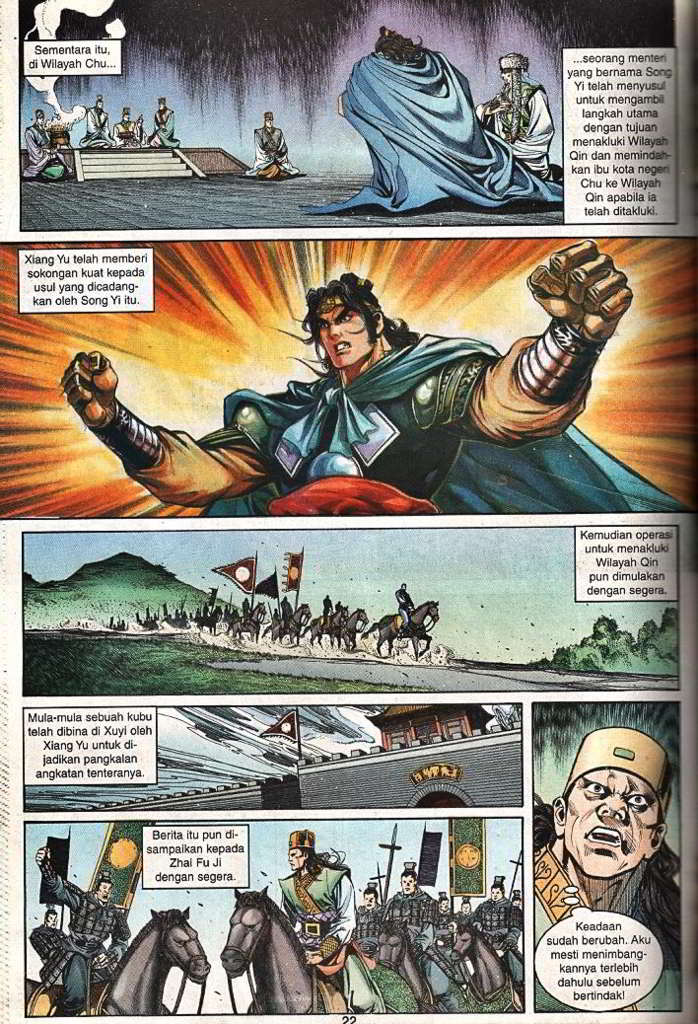 Sementara itu,
di Wilayah Chu...
...seorang menteri
yang bernama Song
Yi telah menyusul
untuk mengambil
langkah utama
dengan tujuan
menakluki Wilayah
Qin dan memindah-
kan ibu kota negeri
Chu ke Wilayah
Qin apabila ia
telah ditakluki.
Xiang Yu telah memberi
sokongan kuat kepada
usul yang dicadang-
kan oleh Song Yi itu.
Kemudian operasi
untuk menakluki
Wilayah Qin
pun dimulakan
dengan segera.
Mula-mula sebuah kubu
telah dibina di Xuyi oleh
Xiang Yu untuk di-
jadikan pangkalan
angkatan tenteranya.
Berita itu pun di-
sampaikan kepada
Zhai Fu Ji
dengan segera.
Keadaan
sudah berubah. Aku
mesti menimbang-
kannya terlebih
dahulu sebelum
bertindak!
22